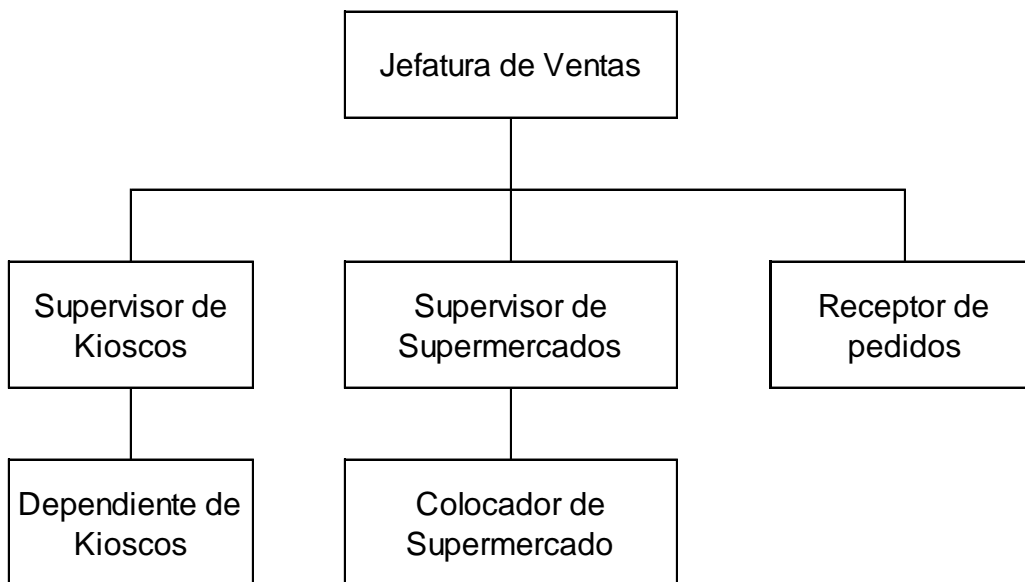 Jefatura de Ventas
Supervisor de
Kioscos
Supervisor de
Supermercados
Receptor de
pedidos
Dependiente de
Kioscos
Colocador de
Supermercado